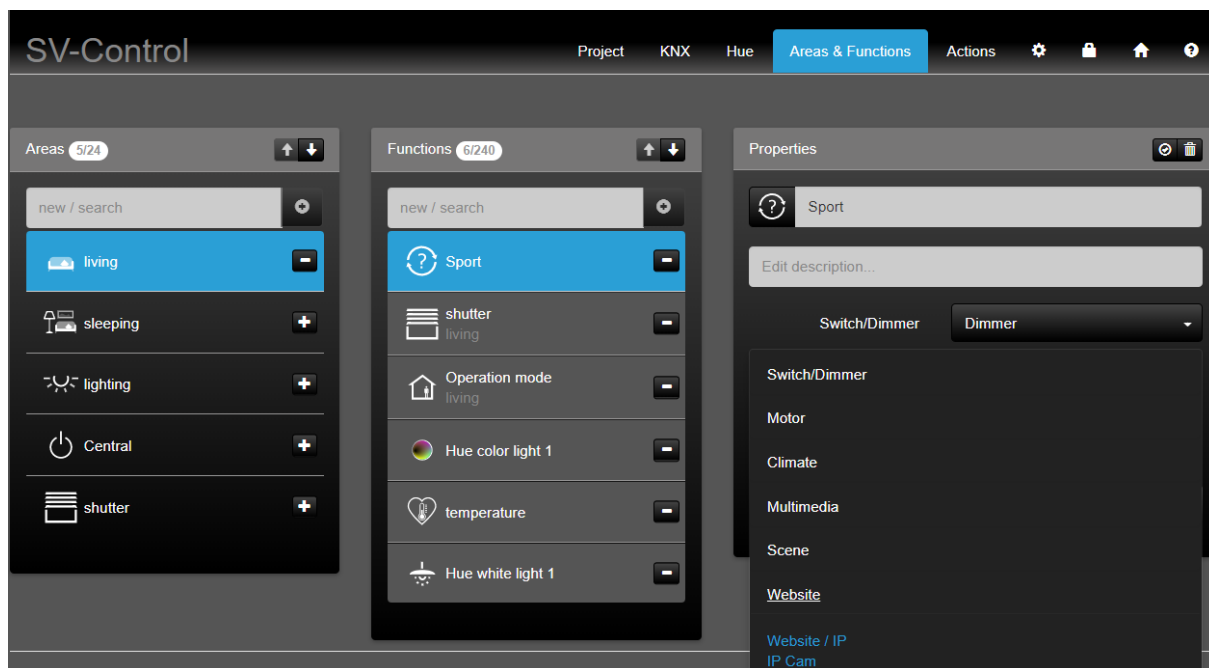 SV-Control
Project KNX Hue Areas & Functions Actions
Areas 5/24
new / search
living
sleeping
lighting
Central
shutter
Functions 6/240
new / search
Sport
shutter
living
Operation mode
living
Hue color light 1
temperature
Hue white light 1
Properties
Sport
Edit description...
Switch/Dimmer Dimmer
Switch/Dimmer
Motor
Climate
Multimedia
Scene
Website
Website / IP
IP Cam